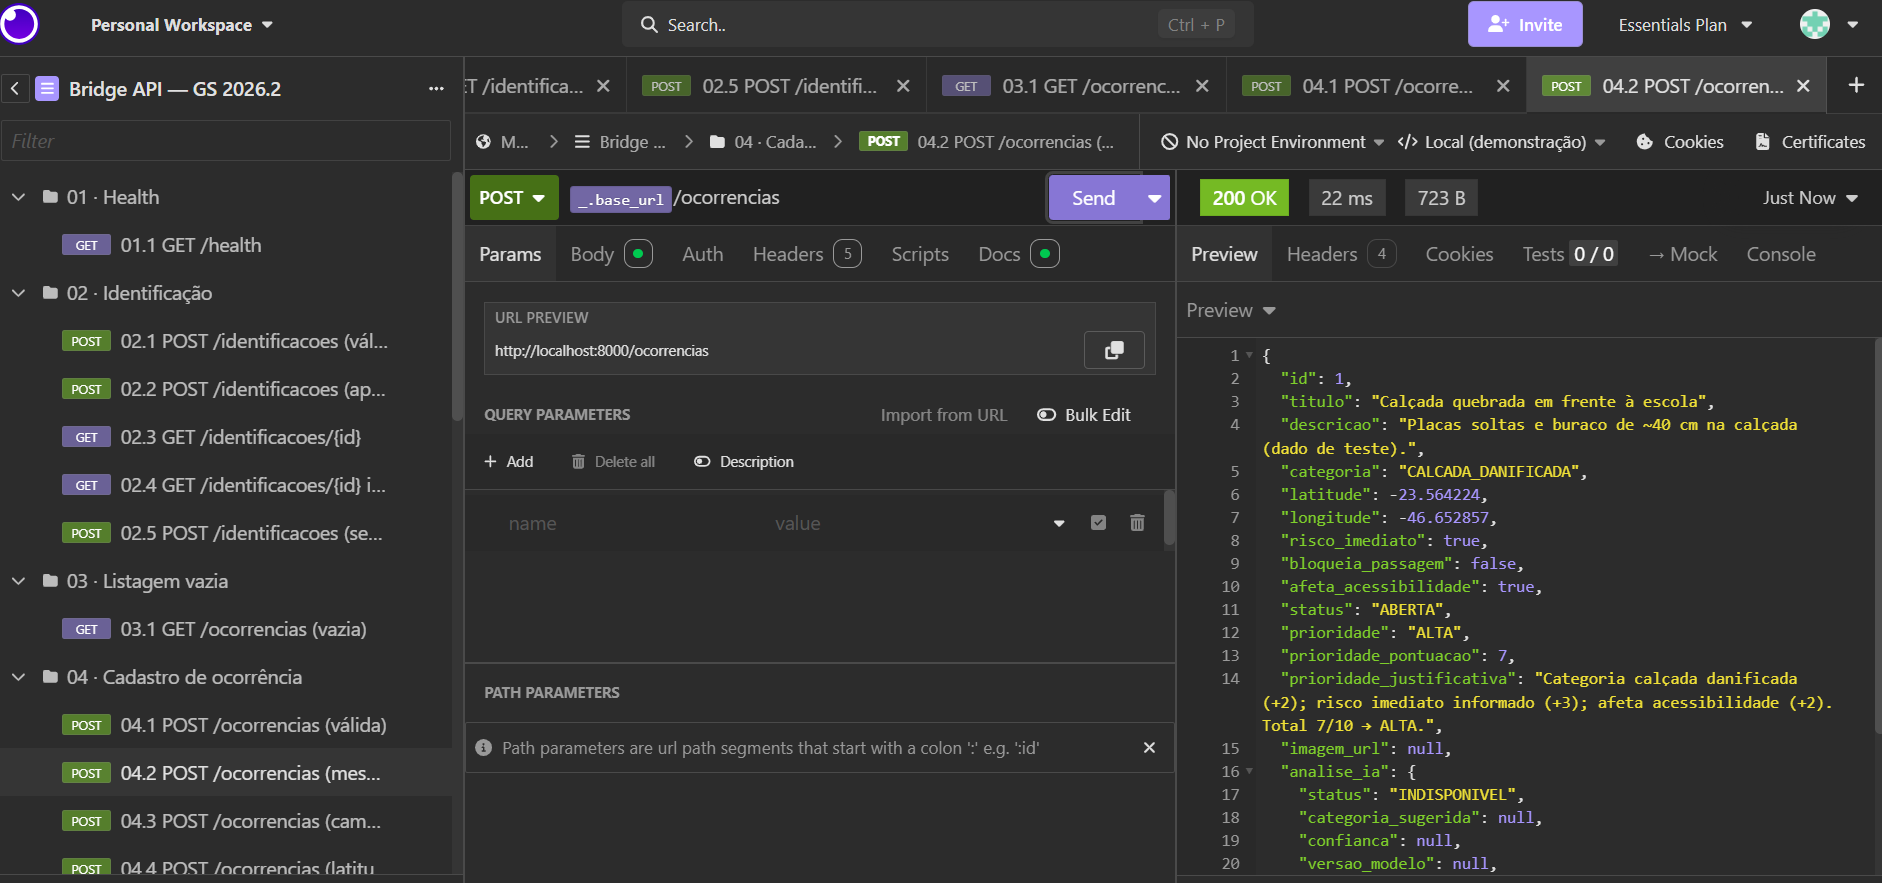 Personal Workspace
Search..
Ctrl + P
Invite
Essentials Plan
Bridge API — GS 2026.2
Filter
01 · Health
GET 01.1 GET /health
02 · Identificação
POST 02.1 POST /identificacoes (vál...
POST 02.2 POST /identificacoes (ap...
GET 02.3 GET /identificacoes/{id}
GET 02.4 GET /identificacoes/{id} i...
POST 02.5 POST /identificacoes (se...
03 · Listagem vazia
GET 03.1 GET /ocorrencias (vazia)
04 · Cadastro de ocorrência
POST 04.1 POST /ocorrencias (válida)
POST 04.2 POST /ocorrencias (mes...
POST 04.3 POST /ocorrencias (cam...
POST 04.4 POST /ocorrencias (latitu
T /identifica...
POST 02.5 POST /identifi...
GET 03.1 GET /ocorrenc...
POST 04.1 POST /ocorre...
POST 04.2 POST /ocorren...
M...
Bridge ...
04 · Cada...
POST 04.2 POST /ocorrencias (...
No Project Environment
Local (demonstração)
Cookies
Certificates
POST
_.base_url /ocorrencias
Send
Params
Body
Auth
Headers 5
Scripts
Docs
URL PREVIEW
http://localhost:8000/ocorrencias
QUERY PARAMETERS
Import from URL
Bulk Edit
Add
Delete all
Description
name
value
PATH PARAMETERS
Path parameters are url path segments that start with a colon ':' e.g. ':id'
200 OK
22 ms
723 B
Just Now
Preview
Headers 4
Cookies
Tests 0 / 0
→ Mock
Console
Preview
1 {
2 "id": 1,
3 "titulo": "Calçada quebrada em frente à escola",
4 "descricao": "Placas soltas e buraco de ~40 cm na calçada
(dado de teste).",
5 "categoria": "CALCADA_DANIFICADA",
6 "latitude": -23.564224,
7 "longitude": -46.652857,
8 "risco_imediato": true,
9 "bloqueia_passagem": false,
10 "afeta_acessibilidade": true,
11 "status": "ABERTA",
12 "prioridade": "ALTA",
13 "prioridade_pontuacao": 7,
14 "prioridade_justificativa": "Categoria calçada danificada
(+2); risco imediato informado (+3); afeta acessibilidade (+2).
Total 7/10 → ALTA.",
15 "imagem_url": null,
16 "analise_ia": {
17 "status": "INDISPONIVEL",
18 "categoria_sugerida": null,
19 "confianca": null,
20 "versao_modelo": null,